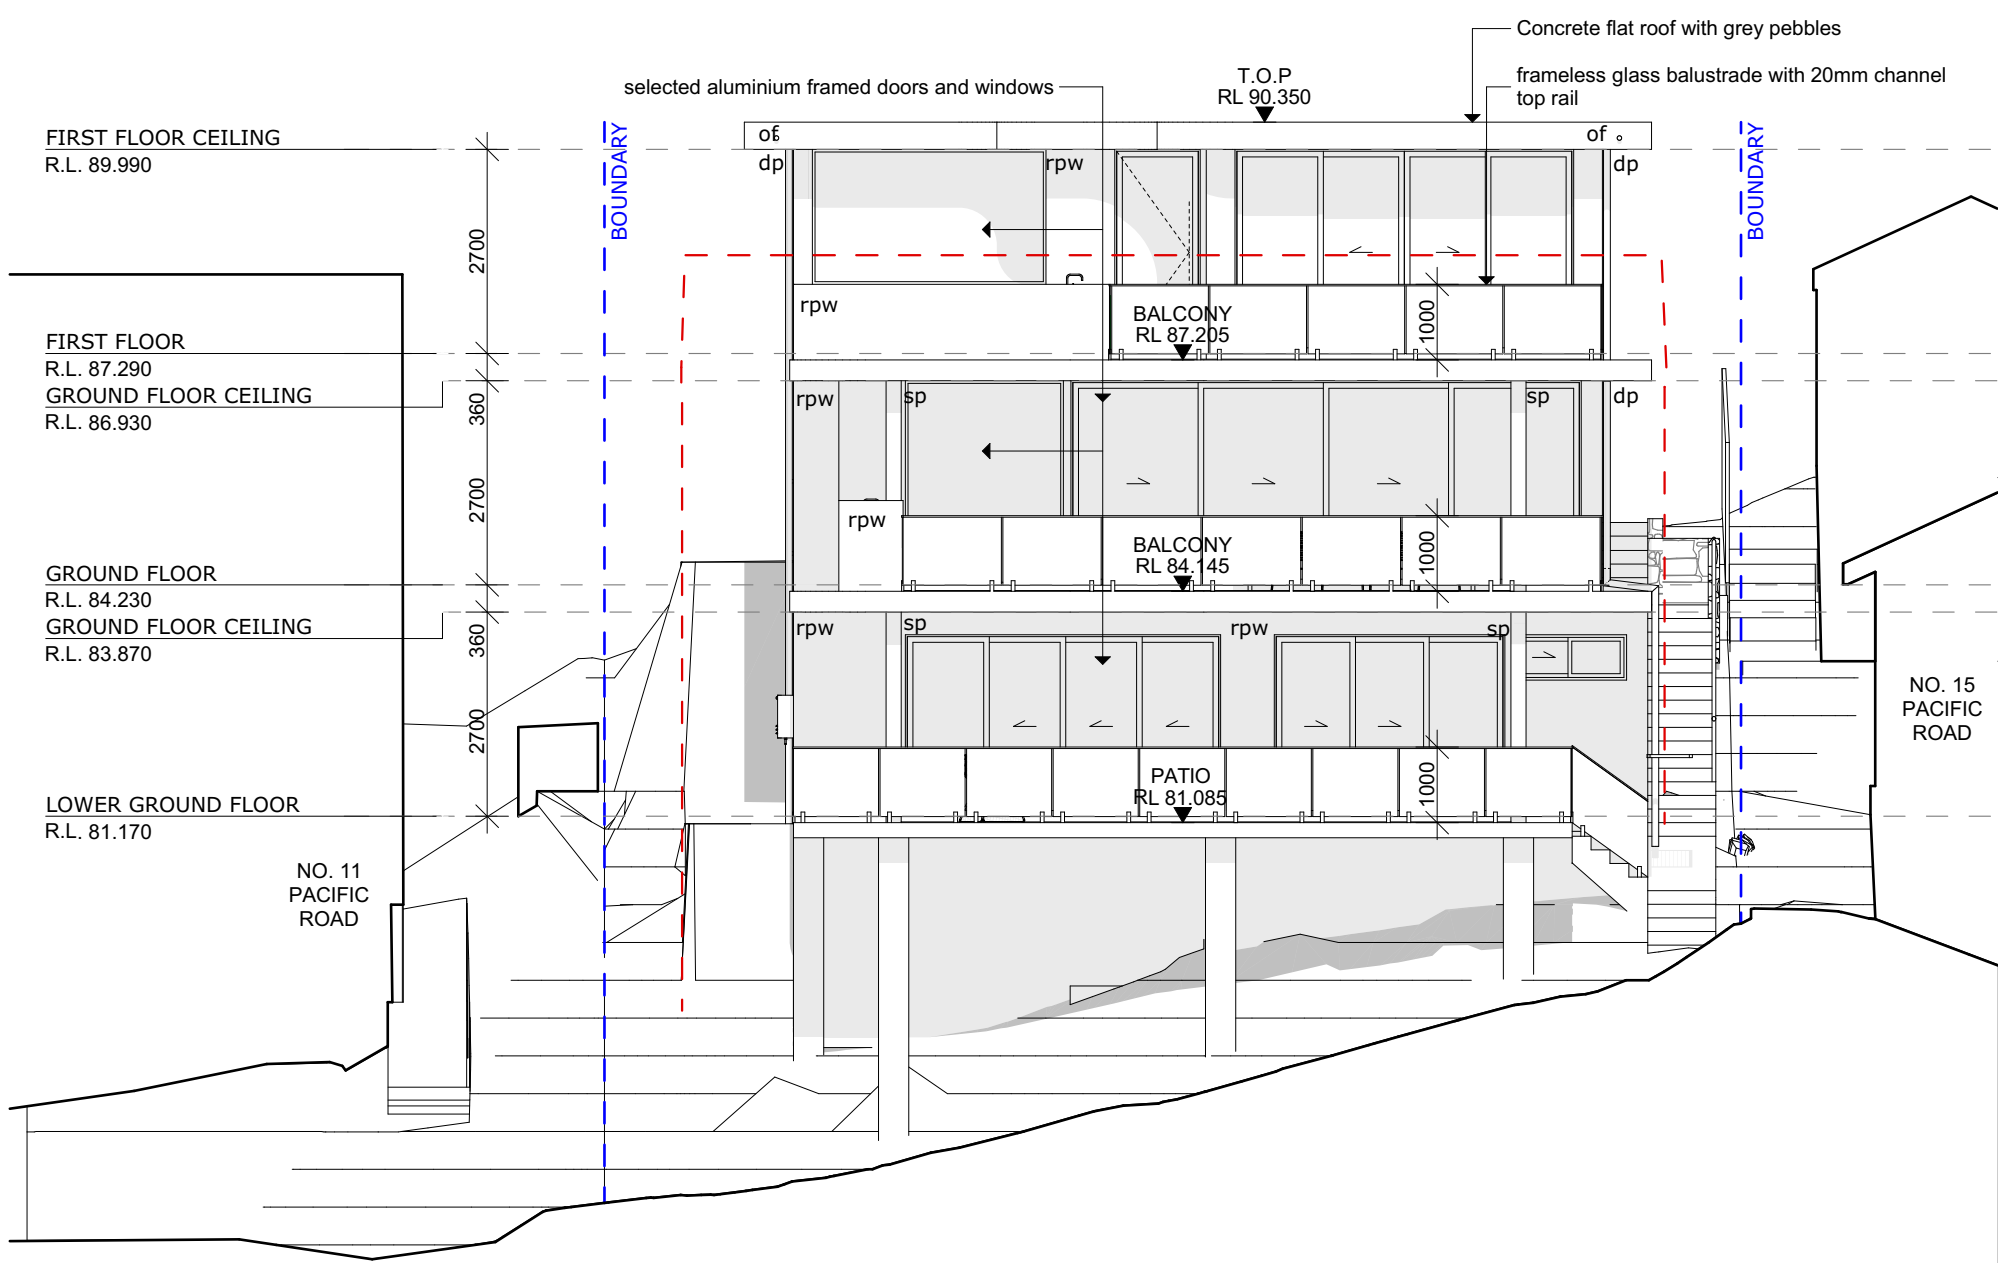 Concrete flat roof with grey pebbles
selected aluminium framed doors and windows
T.O.P
RL 90.350
frameless glass balustrade with 20mm channel
top rail
FIRST FLOOR CEILING
R.L. 89.990
BOUNDARY
of
of
BOUNDARY
dp
rpw
dp
2700
rpw
BALCONY
RL 87.205
1000
FIRST FLOOR
R.L. 87.290
GROUND FLOOR CEILING
R.L. 86.930
360
rpw
sp
sp
dp
2700
rpw
BALCONY
RL 84.145
1000
GROUND FLOOR
R.L. 84.230
GROUND FLOOR CEILING
R.L. 83.870
360
rpw
sp
rpw
sp
2700
NO. 15
PACIFIC
ROAD
PATIO
RL 81.085
1000
LOWER GROUND FLOOR
R.L. 81.170
NO. 11
PACIFIC
ROAD